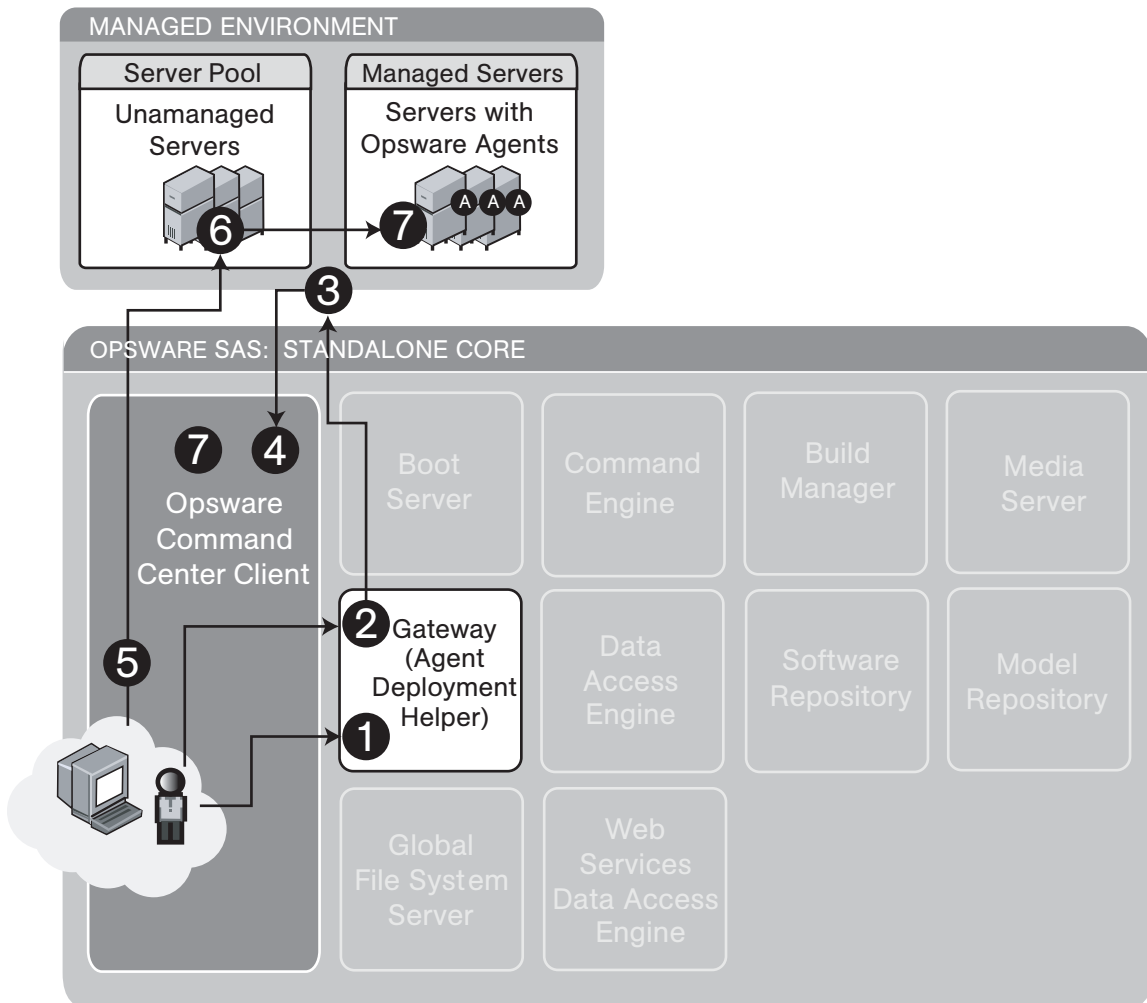 MANAGED ENVIRONMENT
Server Pool
Unamanaged
Servers
6
Managed Servers
Servers with
Opsware Agents
A A A
7
3
OPSWARE SAS: STANDALONE CORE
7
4
Opsware
Command
Center Client
5
Boot
Server
Command
Engine
Build
Manager
Media
Server
2
Gateway
(Agent
Deployment
Helper)
1
Data
Access
Engine
Software
Repository
Model
Repository
Global
File System
Server
Web
Services
Data Access
Engine